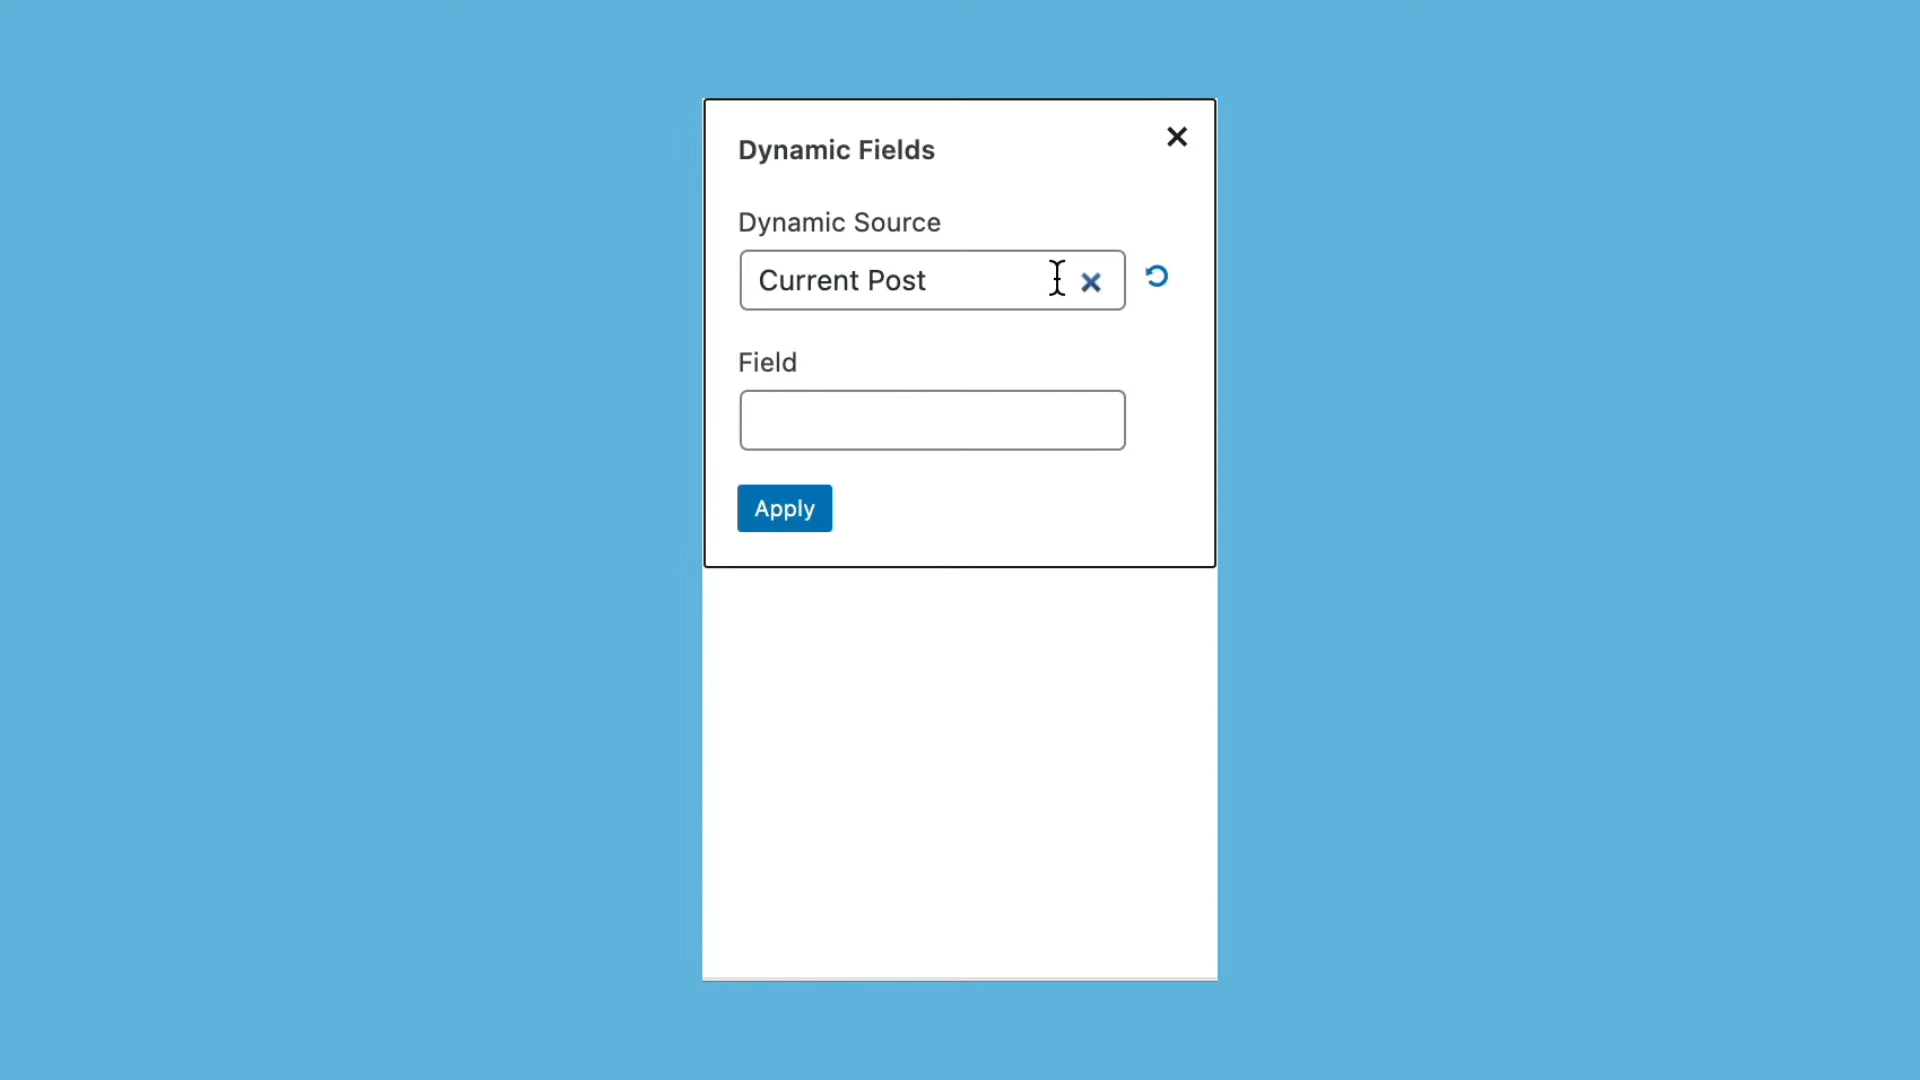 Dynamic Fields
Dynamic Source
Current Post
Field
Apply